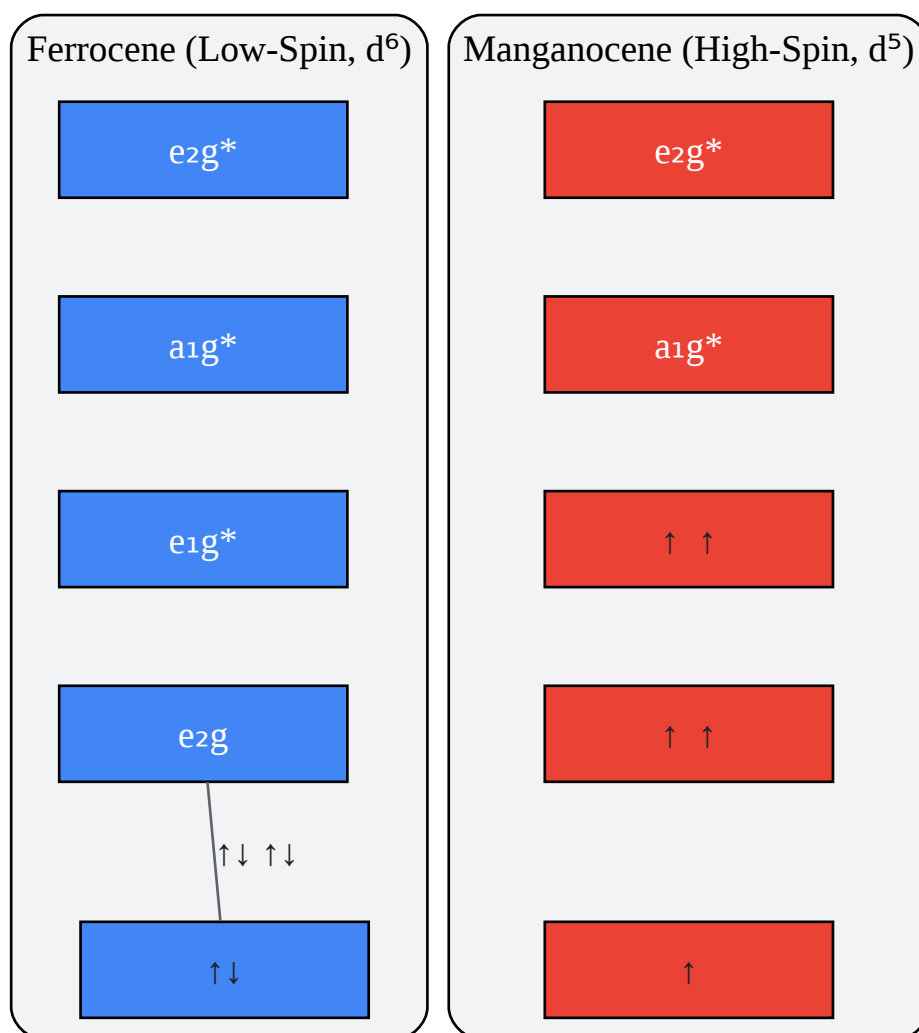 Ferrocene (Low-Spin, d⁶)
e₂g*
a₁g*
e₁g*
e₂g
↑↓ ↑↓
↑↓
Manganocene (High-Spin, d⁵)
e₂g*
a₁g*
↑ ↑
↑ ↑
↑